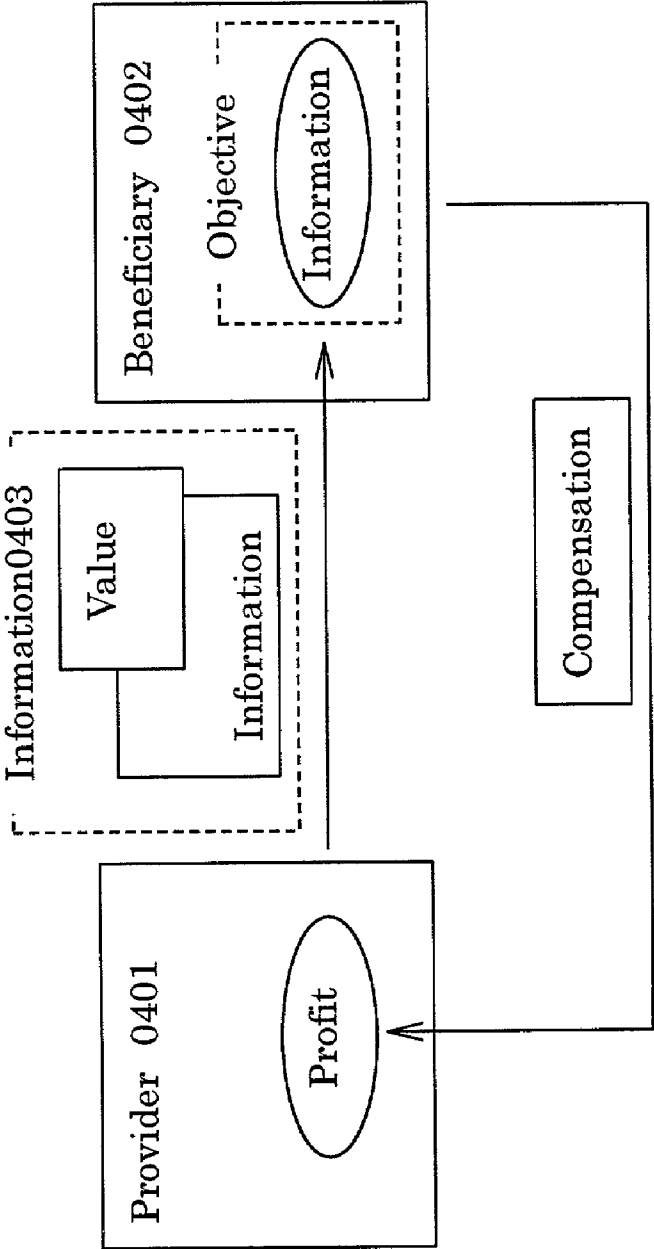 Provider 0401
Profit
Information0403
Value
Information
Beneficiary 0402
Objective
Information
Compensation